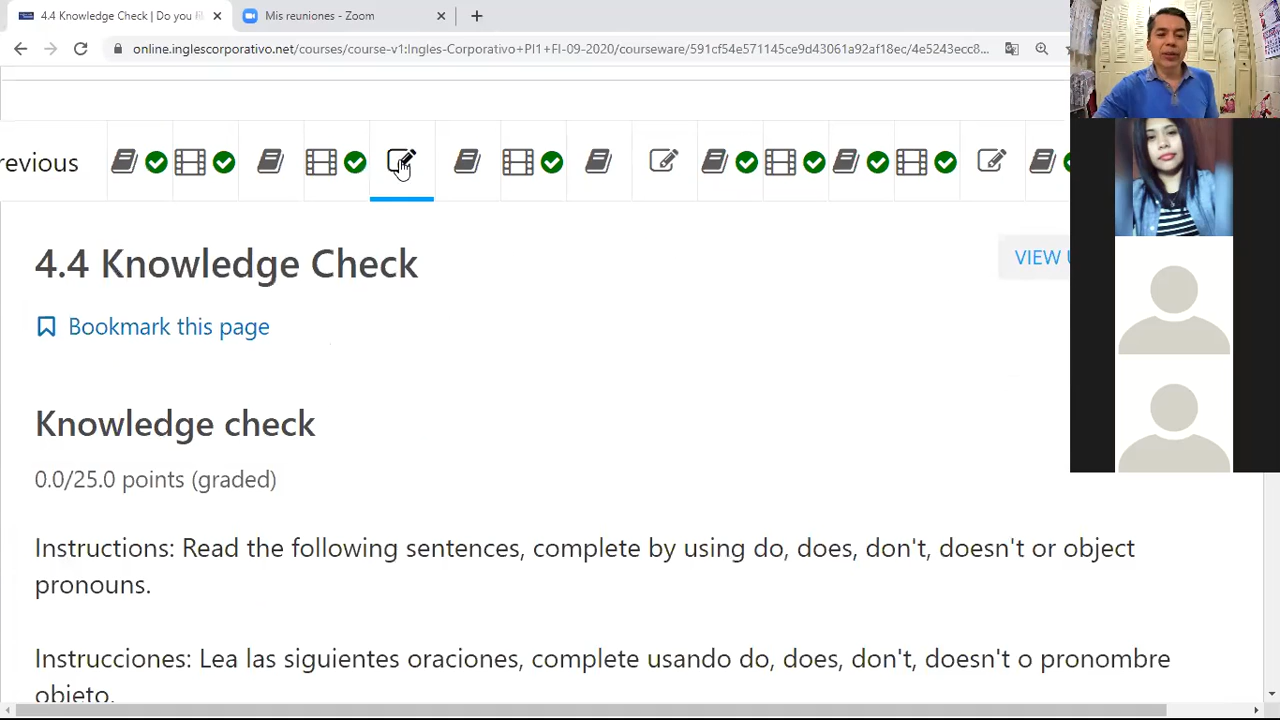 4.4 Knowledge Check | Do you fi
Mis reuniones - Zoom
online.inglescorporativo.net/courses/course-v1:Ingles-Corporativo+PI1+FI-09-2020/courseware/591cf54e571145ce9d43061a923f18ed/4e5243ecc8...
revious
4.4 Knowledge Check
VIEW
Bookmark this page
Knowledge check
0.0/25.0 points (graded)
Instructions: Read the following sentences, complete by using do, does, don't, doesn't or object
pronouns.
Instrucciones: Lea las siguientes oraciones, complete usando do, does, don't, doesn't o pronombre
objeto.